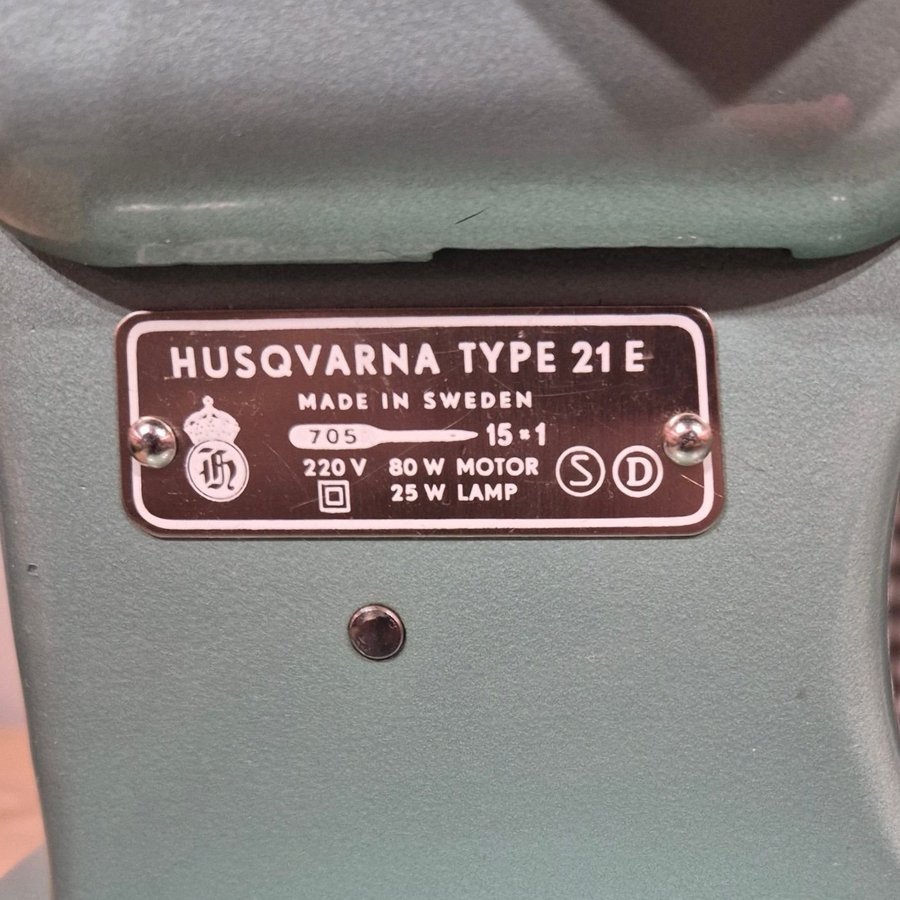 HUSQVARNA TYPE 21 E
MADE IN SWEDEN
705 15*1
H
220 V 80 W MOTOR S D
25 W LAMP